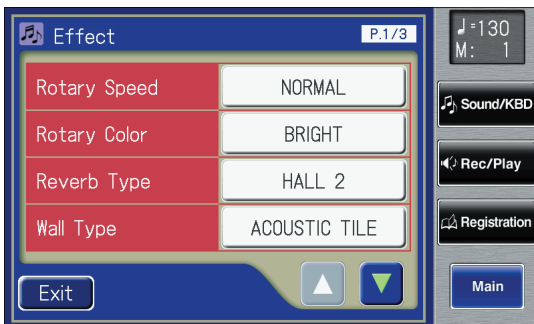 Effect
P.1/3
Rotary Speed NORMAL
Rotary Color BRIGHT
Reverb Type HALL 2
Wall Type ACOUSTIC TILE
Exit
♩=130
M: 1
Sound/KBD
Rec/Play
Registration
Main